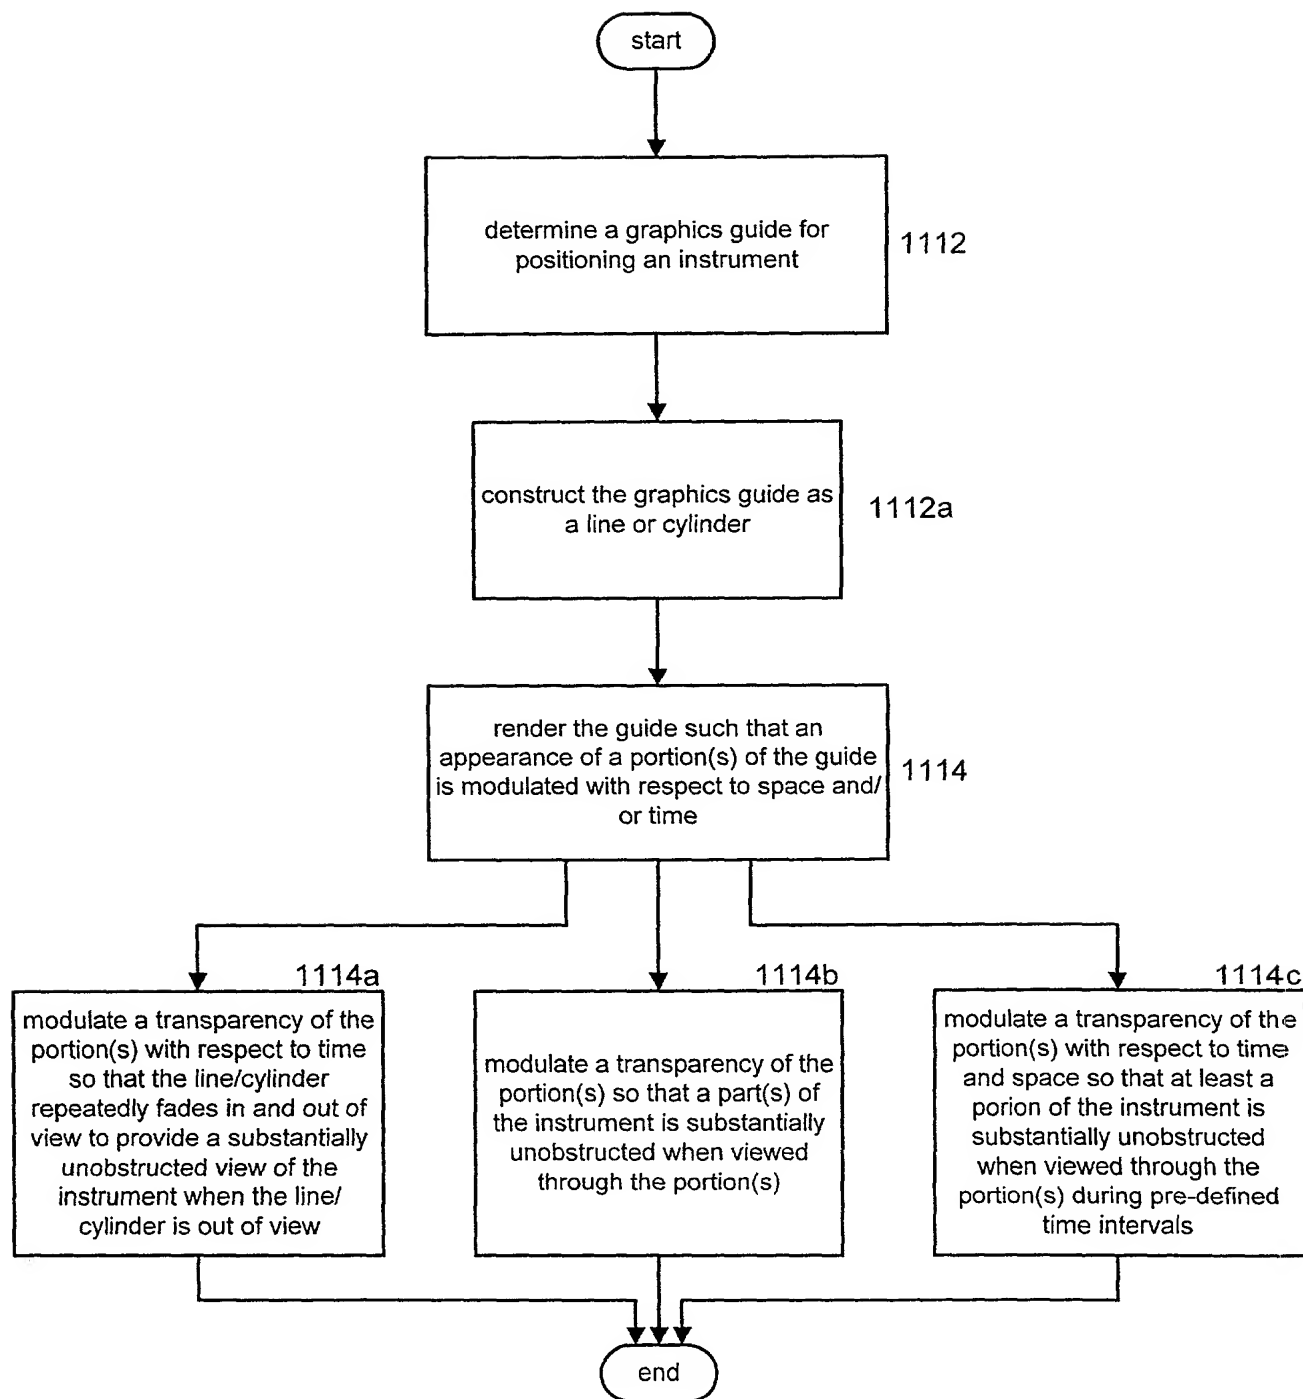 start
determine a graphics guide for
positioning an instrument
1112
construct the graphics guide as
a line or cylinder
1112a
render the guide such that an
appearance of a portion(s) of the guide
is modulated with respect to space and/
or time
1114
1114a
modulate a transparency of the
portion(s) with respect to time
so that the line/cylinder
repeatedly fades in and out of
view to provide a substantially
unobstructed view of the
instrument when the line/
cylinder is out of view
1114b
modulate a transparency of the
portion(s) so that a part(s) of
the instrument is substantially
unobstructed when viewed
through the portion(s)
1114c
modulate a transparency of the
portion(s) with respect to time
and space so that at least a
porion of the instrument is
substantially unobstructed
when viewed through the
portion(s) during pre-defined
time intervals
end